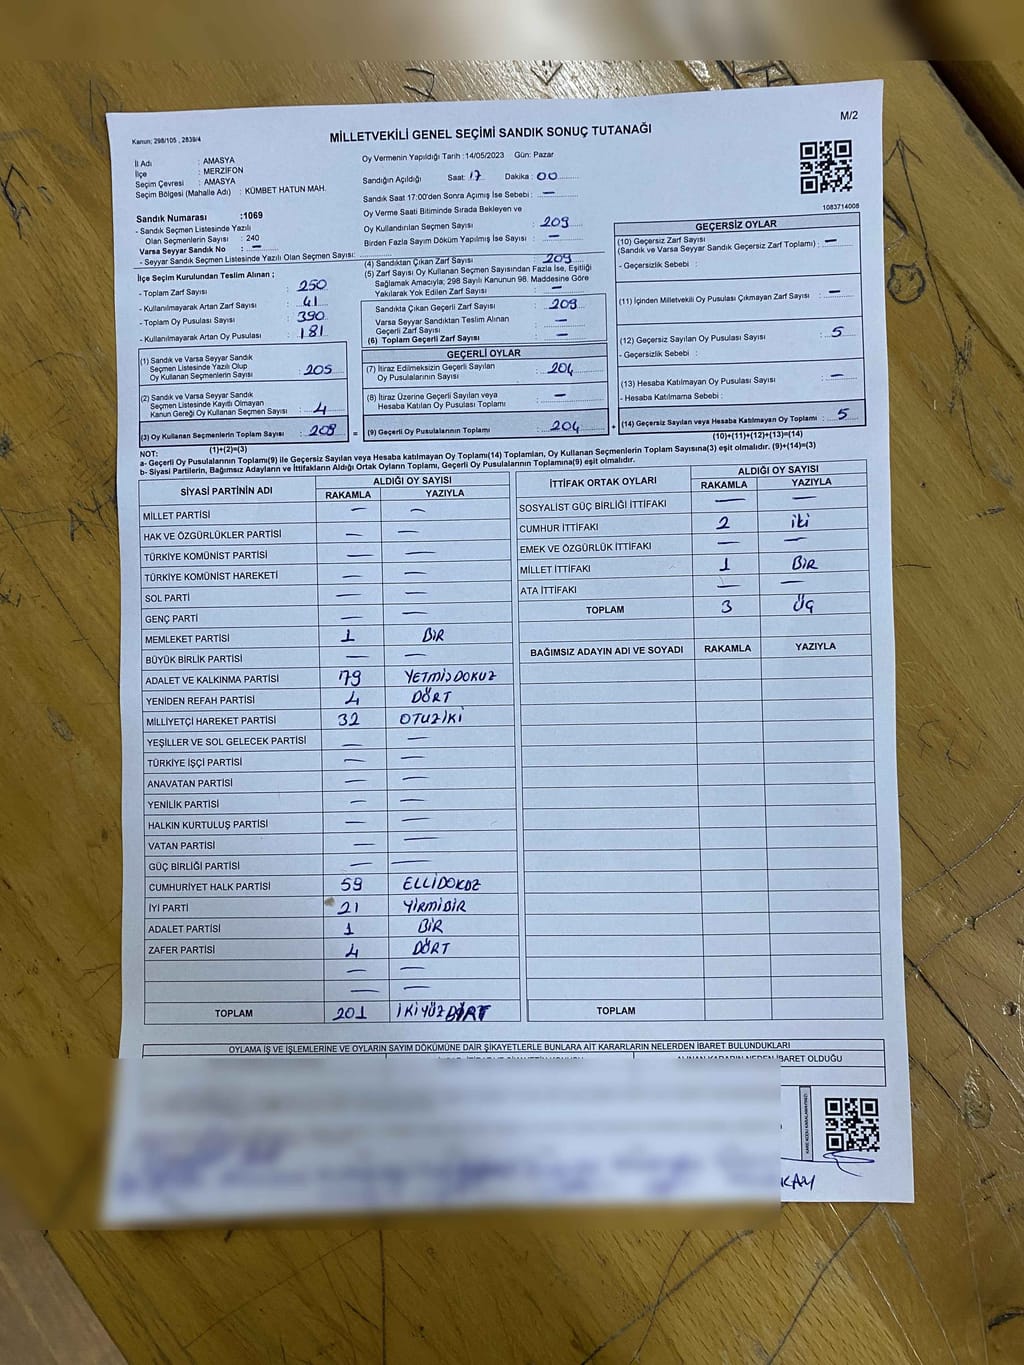 Kanun; 298/105 , 2839/4
M/2
MİLLETVEKİLİ GENEL SEÇİMİ SANDIK SONUÇ TUTANAĞI
İl Adı : AMASYA
İlçe : MERZİFON
Seçim Çevresi : AMASYA
Seçim Bölgesi (Mahalle Adı) : KÜMBET HATUN MAH.
Sandık Numarası :1069
- Sandık Seçmen Listesinde Yazılı
Olan Seçmenlerin Sayısı : 240
Varsa Seyyar Sandık No : —
- Seyyar Sandık Seçmen Listesinde Yazılı Olan Seçmen Sayısı:
İlçe Seçim Kurulundan Teslim Alınan ;
- Toplam Zarf Sayısı : 250
- Kullanılmayarak Artan Zarf Sayısı : 41
- Toplam Oy Pusulası Sayısı : 390
- Kullanılmayarak Artan Oy Pusulası : 181
(1) Sandık ve Varsa Seyyar Sandık
Seçmen Listesinde Yazılı Olup
Oy Kullanan Seçmenlerin Sayısı : 205
(2) Sandık ve Varsa Seyyar Sandık
Seçmen Listesinde Kayıtlı Olmayan
Kanun Gereği Oy Kullanan Seçmen Sayısı : 4
(3) Oy Kullanan Seçmenlerin Toplam Sayısı : 209
(1)+(2)=(3)
Oy Vermenin Yapıldığı Tarih :14/05/2023 Gün: Pazar
Sandığın Açıldığı Saat: 17 Dakika : 00
Sandık Saat 17:00'den Sonra Açımış İse Sebebi : —
Oy Verme Saati Bitiminde Sırada Bekleyen ve
Oy Kullandırılan Seçmen Sayısı : 209
Birden Fazla Sayım Döküm Yapılmış İse Sayısı : —
(4) Sandıktan Çıkan Zarf Sayısı : 209
(5) Zarf Sayısı Oy Kullanan Seçmen Sayısından Fazla İse, Eşitliği
Sağlamak Amacıyla; 298 Sayılı Kanunun 98. Maddesine Göre
Yakılarak Yok Edilen Zarf Sayısı : —
Sandıkta Çıkan Geçerli Zarf Sayısı : 209
Varsa Seyyar Sandıktan Teslim Alınan
Geçerli Zarf Sayısı : —
(6) Toplam Geçerli Zarf Sayısı : —
GEÇERLİ OYLAR
(7) İtiraz Edilmeksizin Geçerli Sayılan
Oy Pusulasının Sayısı : 204
(8) İtiraz Üzerine Geçerli Sayılan veya
Hesaba Katılan Oy Pusulası Toplamı : —
= (9) Geçerli Oy Pusulalarının Toplamı : 204
1083714008
GEÇERSİZ OYLAR
(10) Geçersiz Zarf Sayısı
(Sandık ve Varsa Seyyar Sandık Geçersiz Zarf Toplamı) : —
- Geçersizlik Sebebi :
(11) İçinden Milletvekili Oy Pusulası Çıkmayan Zarf Sayısı : —
(12) Geçersiz Sayılan Oy Pusulası Sayısı : 5
- Geçersizlik Sebebi :
(13) Hesaba Katılmayan Oy Pusulası Sayısı : —
- Hesaba Katılmama Sebebi :
+ (14) Geçersiz Sayılan veya Hesaba Katılmayan Oy Toplamı : 5
(10)+(11)+(12)+(13)=(14)
NOT:
a- Geçerli Oy Pusulalarının Toplamı(9) ile Geçersiz Sayılan veya Hesaba Katılmayan Oy Toplamı(14) Toplamları, Oy Kullanan Seçmenlerin Toplam Sayısına(3) eşit olmalıdır. (9)+(14)=(3)
b- Siyasi Partilerin, Bağımsız Adayların ve İttifakların Aldığı Ortak Oyların Toplamı, Geçerli Oy Pusulalarının Toplamına(9) eşit olmalıdır.
SİYASİ PARTİNİN ADI ALDIĞI OY SAYISI
RAKAMLA YAZIYLA
MİLLET PARTİSİ — —
HAK VE ÖZGÜRLÜKLER PARTİSİ — —
TÜRKİYE KOMÜNİST PARTİSİ — —
TÜRKİYE KOMÜNİST HAREKETİ — —
SOL PARTİ — —
GENÇ PARTİ — —
MEMLEKET PARTİSİ 1 BİR
BÜYÜK BİRLİK PARTİSİ — —
ADALET VE KALKINMA PARTİSİ 79 YETMİŞDOKUZ
YENİDEN REFAH PARTİSİ 4 DÖRT
MİLLİYETÇİ HAREKET PARTİSİ 32 OTUZİKİ
YEŞİLLER VE SOL GELECEK PARTİSİ — —
TÜRKİYE İŞÇİ PARTİSİ — —
ANAVATAN PARTİSİ — —
YENİLİK PARTİSİ — —
HALKIN KURTULUŞ PARTİSİ — —
VATAN PARTİSİ — —
GÜÇ BİRLİĞİ PARTİSİ — —
CUMHURİYET HALK PARTİSİ 59 ELLİDOKUZ
İYİ PARTİ 21 YİRMİBİR
ADALET PARTİSİ 1 BİR
ZAFER PARTİSİ 4 DÖRT
— —
— —
TOPLAM 201 İKİYÜZDÖRT
İTTİFAK ORTAK OYLARI ALDIĞI OY SAYISI
RAKAMLA YAZIYLA
SOSYALİST GÜÇ BİRLİĞİ İTTİFAKI — —
CUMHUR İTTİFAKI 2 iki
EMEK VE ÖZGÜRLÜK İTTİFAKI — —
MİLLET İTTİFAKI 1 BİR
ATA İTTİFAKI — —
TOPLAM 3 ÜÇ
BAĞIMSIZ ADAYIN ADI VE SOYADI RAKAMLA YAZIYLA
TOPLAM
OYLAMA İŞ VE İŞLEMLERİNE VE OYLARIN SAYIM DÖKÜMÜNE DAİR ŞİKAYETLERLE BUNLARA AİT KARARLARIN NELERDEN İBARET BULUNDUKLARI
ALINAN KARARIN NEDEN İBARET OLDUĞU